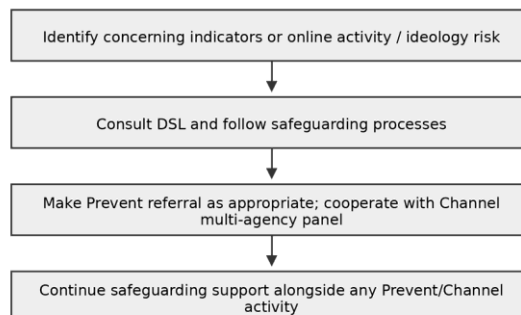 Identify concerning indicators or online activity / ideology risk
Consult DSL and follow safeguarding processes
Make Prevent referral as appropriate; cooperate with Channel
multi-agency panel
Continue safeguarding support alongside any Prevent/Channel
activity